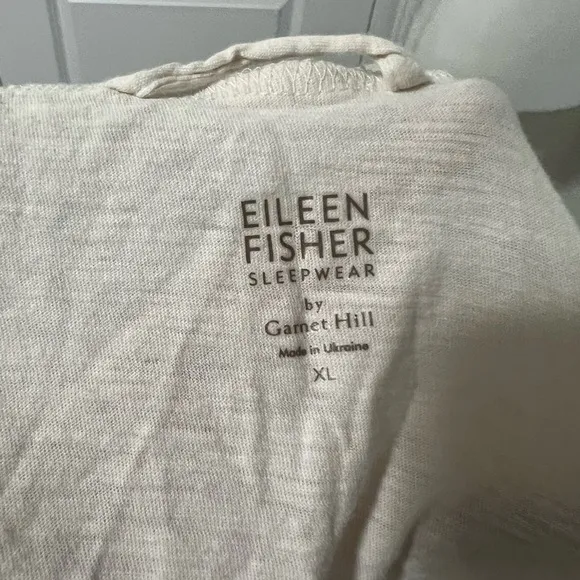 EILEEN
FISHER
SLEEPWEAR
by
Garnet Hill
Made in Ukraine
XL